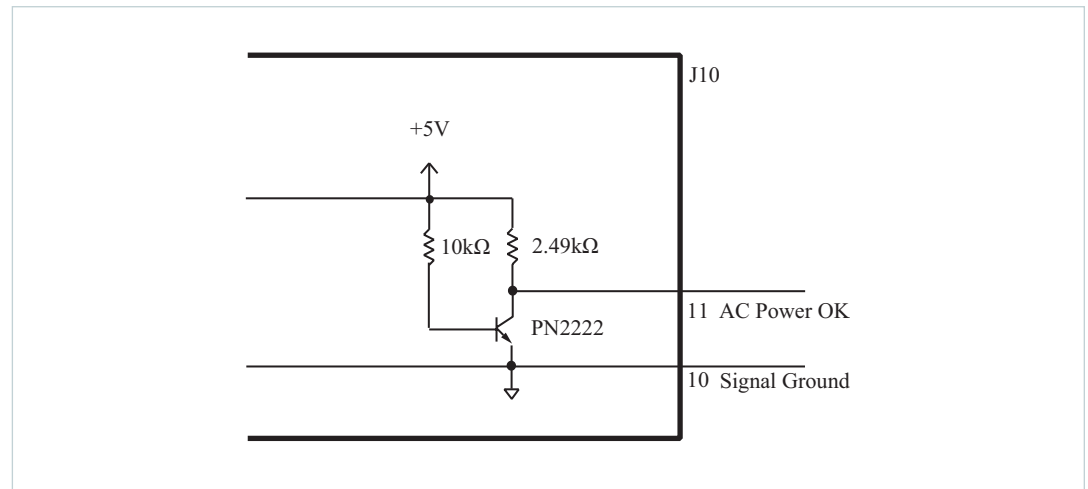 J10
+5V
10kΩ
2.49kΩ
11 AC Power OK
PN2222
10 Signal Ground